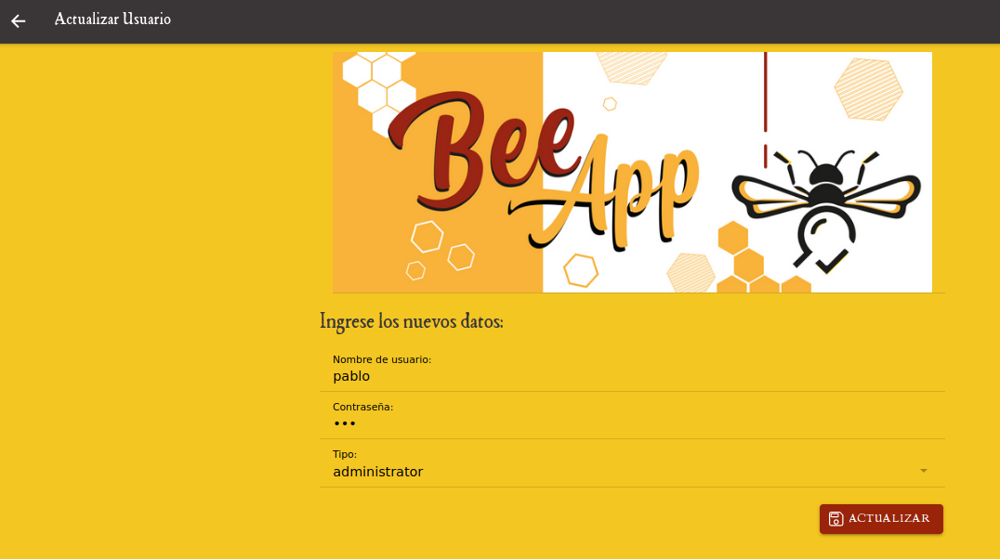 Actualizar Usuario
Bee
App
Ingrese los nuevos datos:
Nombre de usuario:
pablo
Contraseña:
•••
Tipo:
administrator
ACTUALIZAR